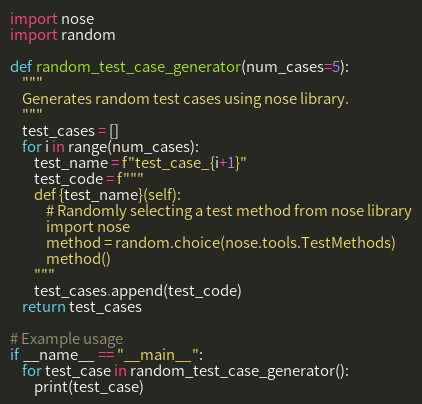 import nose
import random

def random_test_case_generator(num_cases=5):
    """
    Generates random test cases using nose library.
    """
    test_cases = []
    for i in range(num_cases):
        test_name = f"test_case_{i+1}"
        test_code = f"""
        def {test_name}(self):
            # Randomly selecting a test method from nose library
            import nose
            method = random.choice(nose.tools.TestMethods)
            method()
        """
        test_cases.append(test_code)
    return test_cases

# Example usage
if __name__ == "__main__":
    for test_case in random_test_case_generator():
        print(test_case)